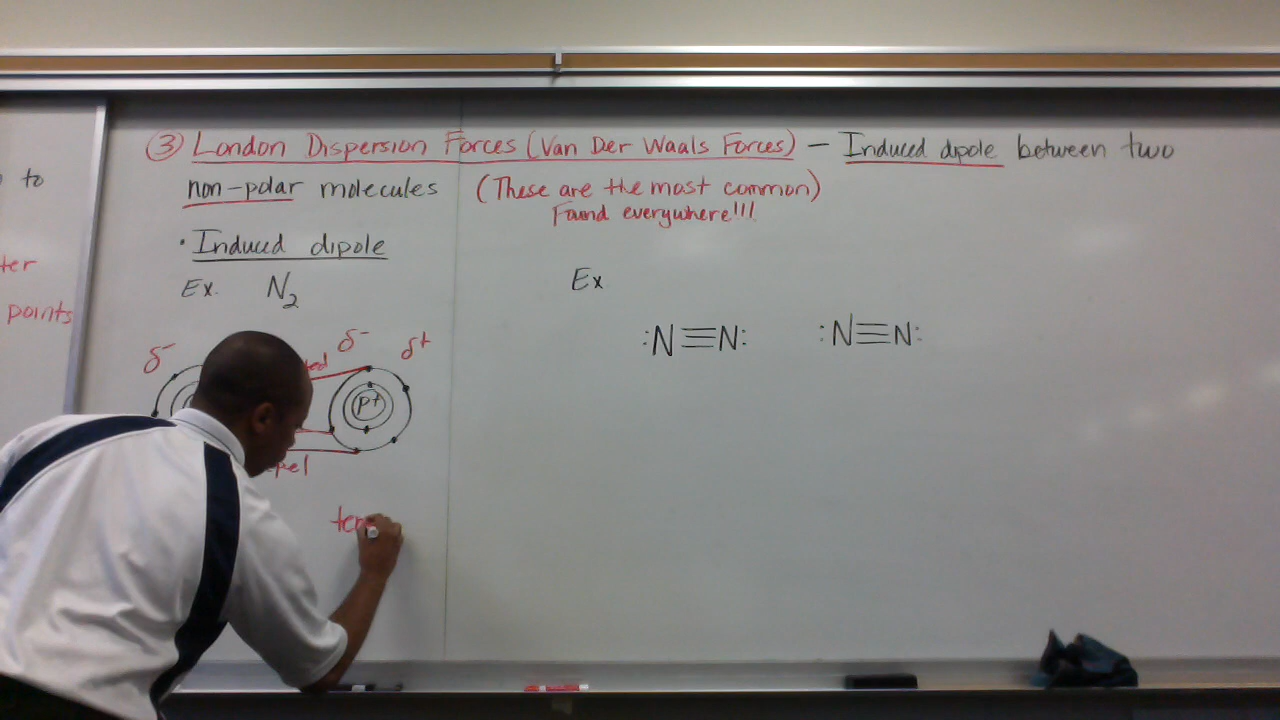 to
ter
points
③ London Dispersion Forces (Van Der Waals Forces) – Induced dipole between two
non-polar molecules (These are the most common)
Found everywhere!!!
• Induced dipole
Ex. N₂
Ex
:N≡N: :N≡N:
δ⁻ δ⁻ δ⁺
p⁺